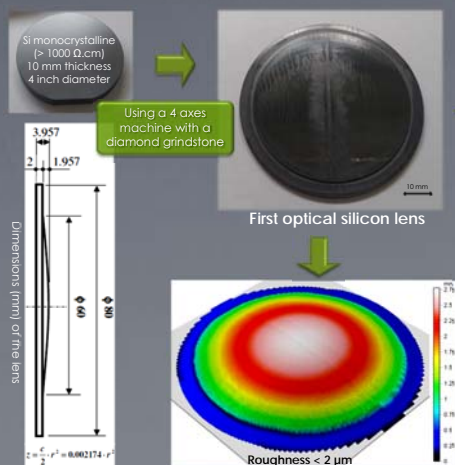 Si monocrystalline
(> 1000 Ω.cm)
10 mm thickness
4 inch diameter
Using a 4 axes
machine with a
diamond grindstone
10 mm
First optical silicon lens
3.957
2
1.957
Dimensions (mm) of the lens
ϕ 60
ϕ 80
z = c/2 · r² = 0.002174 · r²
mm
2.75
2.5
2.25
2
1.75
1.5
1.25
1
0.75
0.5
0.25
0
Roughness < 2 µm